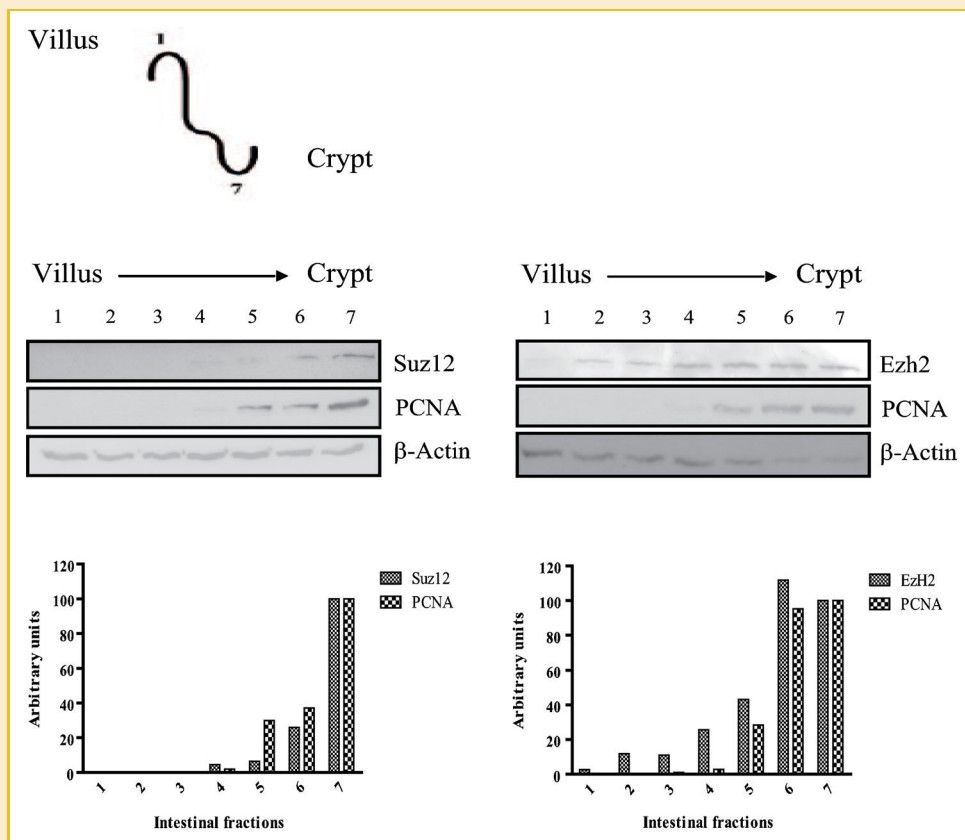 Villus
1
Crypt
7
Villus Crypt
1 2 3 4 5 6 7
Suz12
PCNA
β-Actin
Villus Crypt
1 2 3 4 5 6 7
Ezh2
PCNA
β-Actin
120
100
80
60
40
20
0
Arbitrary units
1 2 3 4 5 6 7
Intestinal fractions
Suz12
PCNA
120
100
80
60
40
20
0
Arbitrary units
1 2 3 4 5 6 7
Intestinal fractions
EzH2
PCNA